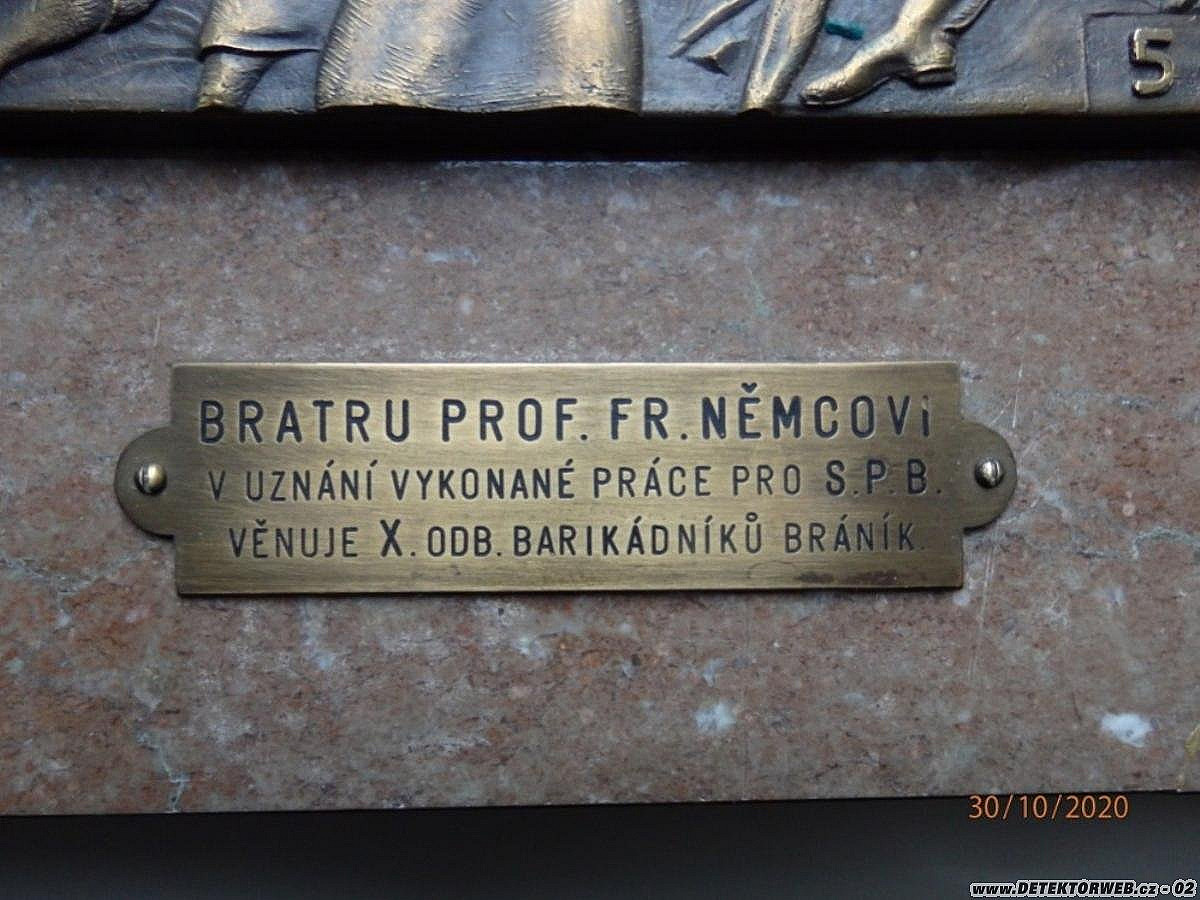 5
BRATRU PROF. FR. NĚMCOVI
V UZNÁNÍ VYKONANÉ PRÁCE PRO S.P.B.
VĚNUJE X. ODB. BARIKÁDNÍKŮ BRÁNÍK.
30/10/2020
www.DETEKTORWEB.cz - 02